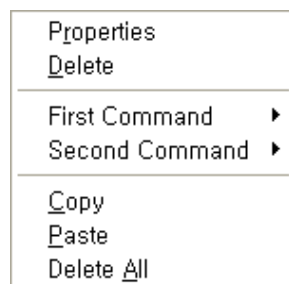 Properties
Delete
First Command
Second Command
Copy
Paste
Delete All